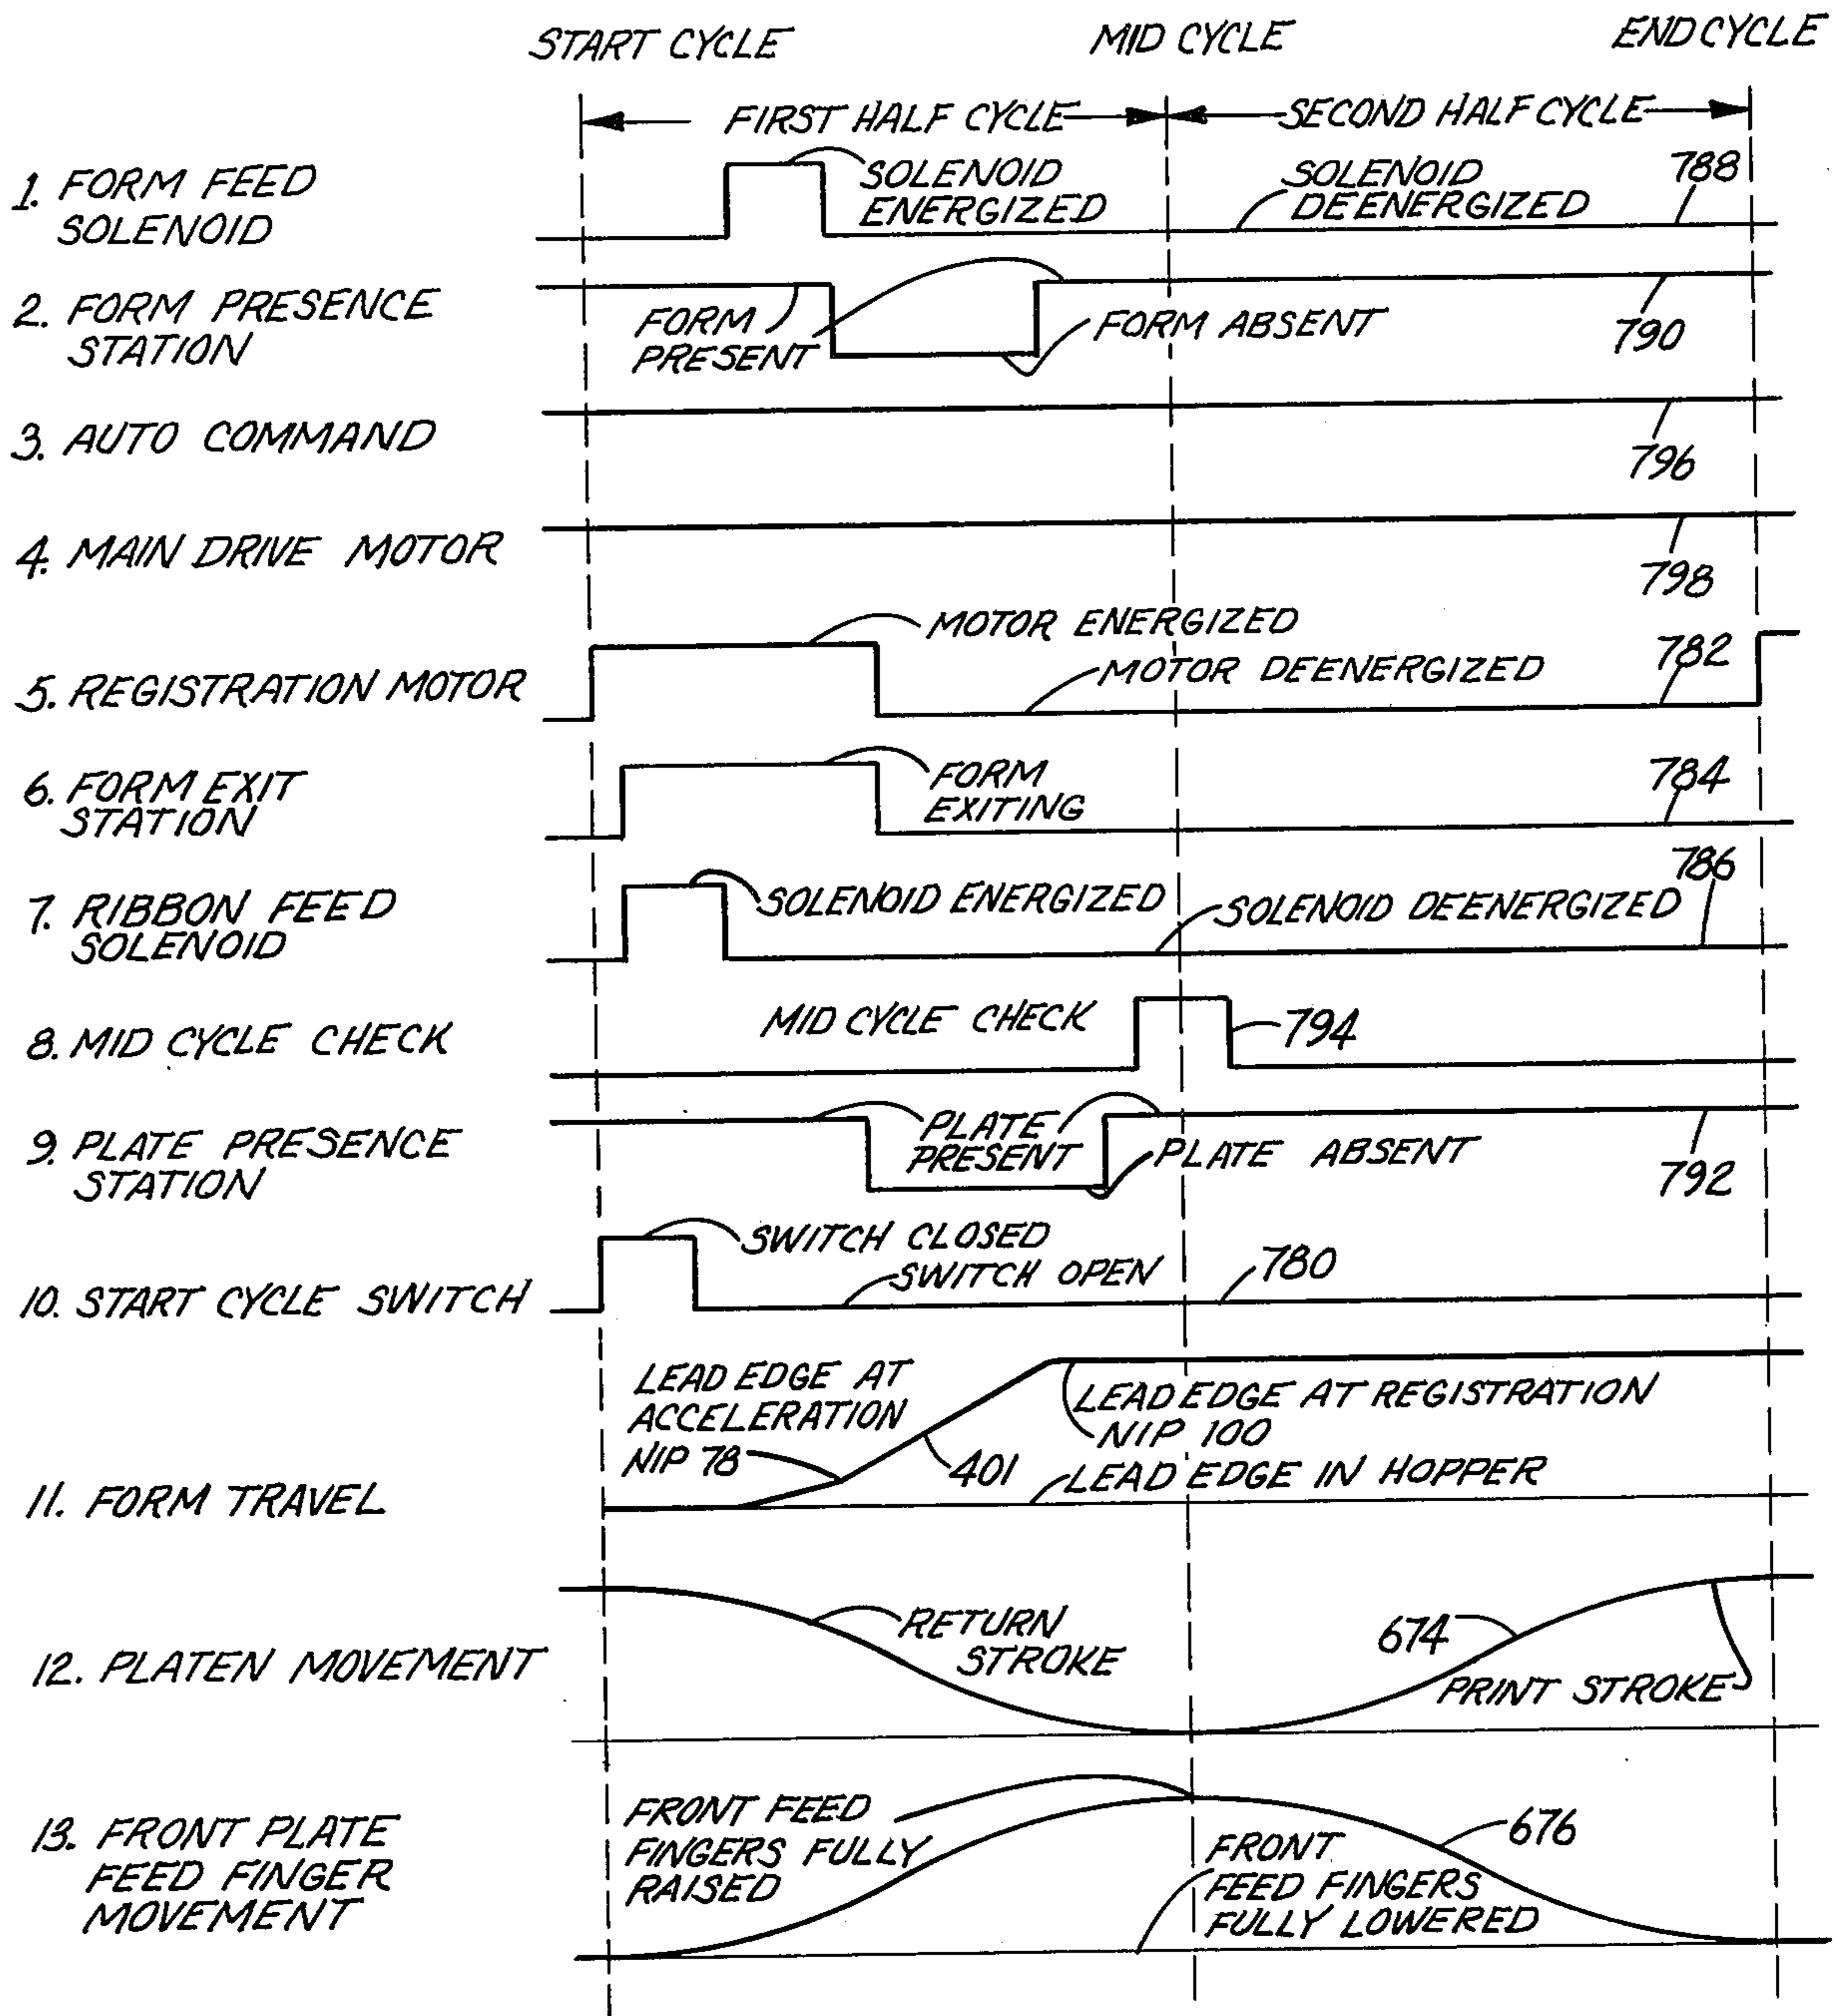 START CYCLE MID CYCLE END CYCLE
FIRST HALF CYCLE SECOND HALF CYCLE
1. FORM FEED
SOLENOID
SOLENOID
ENERGIZED
SOLENOID
DEENERGIZED
788
2. FORM PRESENCE
STATION
FORM
PRESENT
FORM ABSENT
790
3. AUTO COMMAND
796
4. MAIN DRIVE MOTOR
798
5. REGISTRATION MOTOR
MOTOR ENERGIZED
MOTOR DEENERGIZED
782
6. FORM EXIT
STATION
FORM
EXITING
784
7. RIBBON FEED
SOLENOID
SOLENOID ENERGIZED
SOLENOID DEENERGIZED
786
8. MID CYCLE CHECK
MID CYCLE CHECK
794
9. PLATE PRESENCE
STATION
PLATE
PRESENT
PLATE ABSENT
792
10. START CYCLE SWITCH
SWITCH CLOSED
SWITCH OPEN
780
11. FORM TRAVEL
LEAD EDGE AT
ACCELERATION
NIP 78
401
LEAD EDGE AT REGISTRATION
NIP 100
LEAD EDGE IN HOPPER
12. PLATEN MOVEMENT
RETURN
STROKE
674
PRINT STROKE
13. FRONT PLATE
FEED FINGER
MOVEMENT
FRONT FEED
FINGERS FULLY
RAISED
FRONT
FEED FINGERS
FULLY LOWERED
676